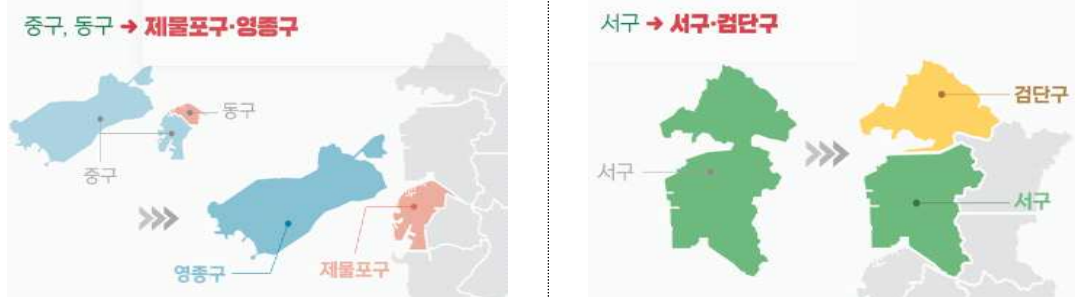 중구, 동구 → 제물포구·영종구
동구
중구
영종구
제물포구
서구 → 서구·검단구
검단구
서구
서구